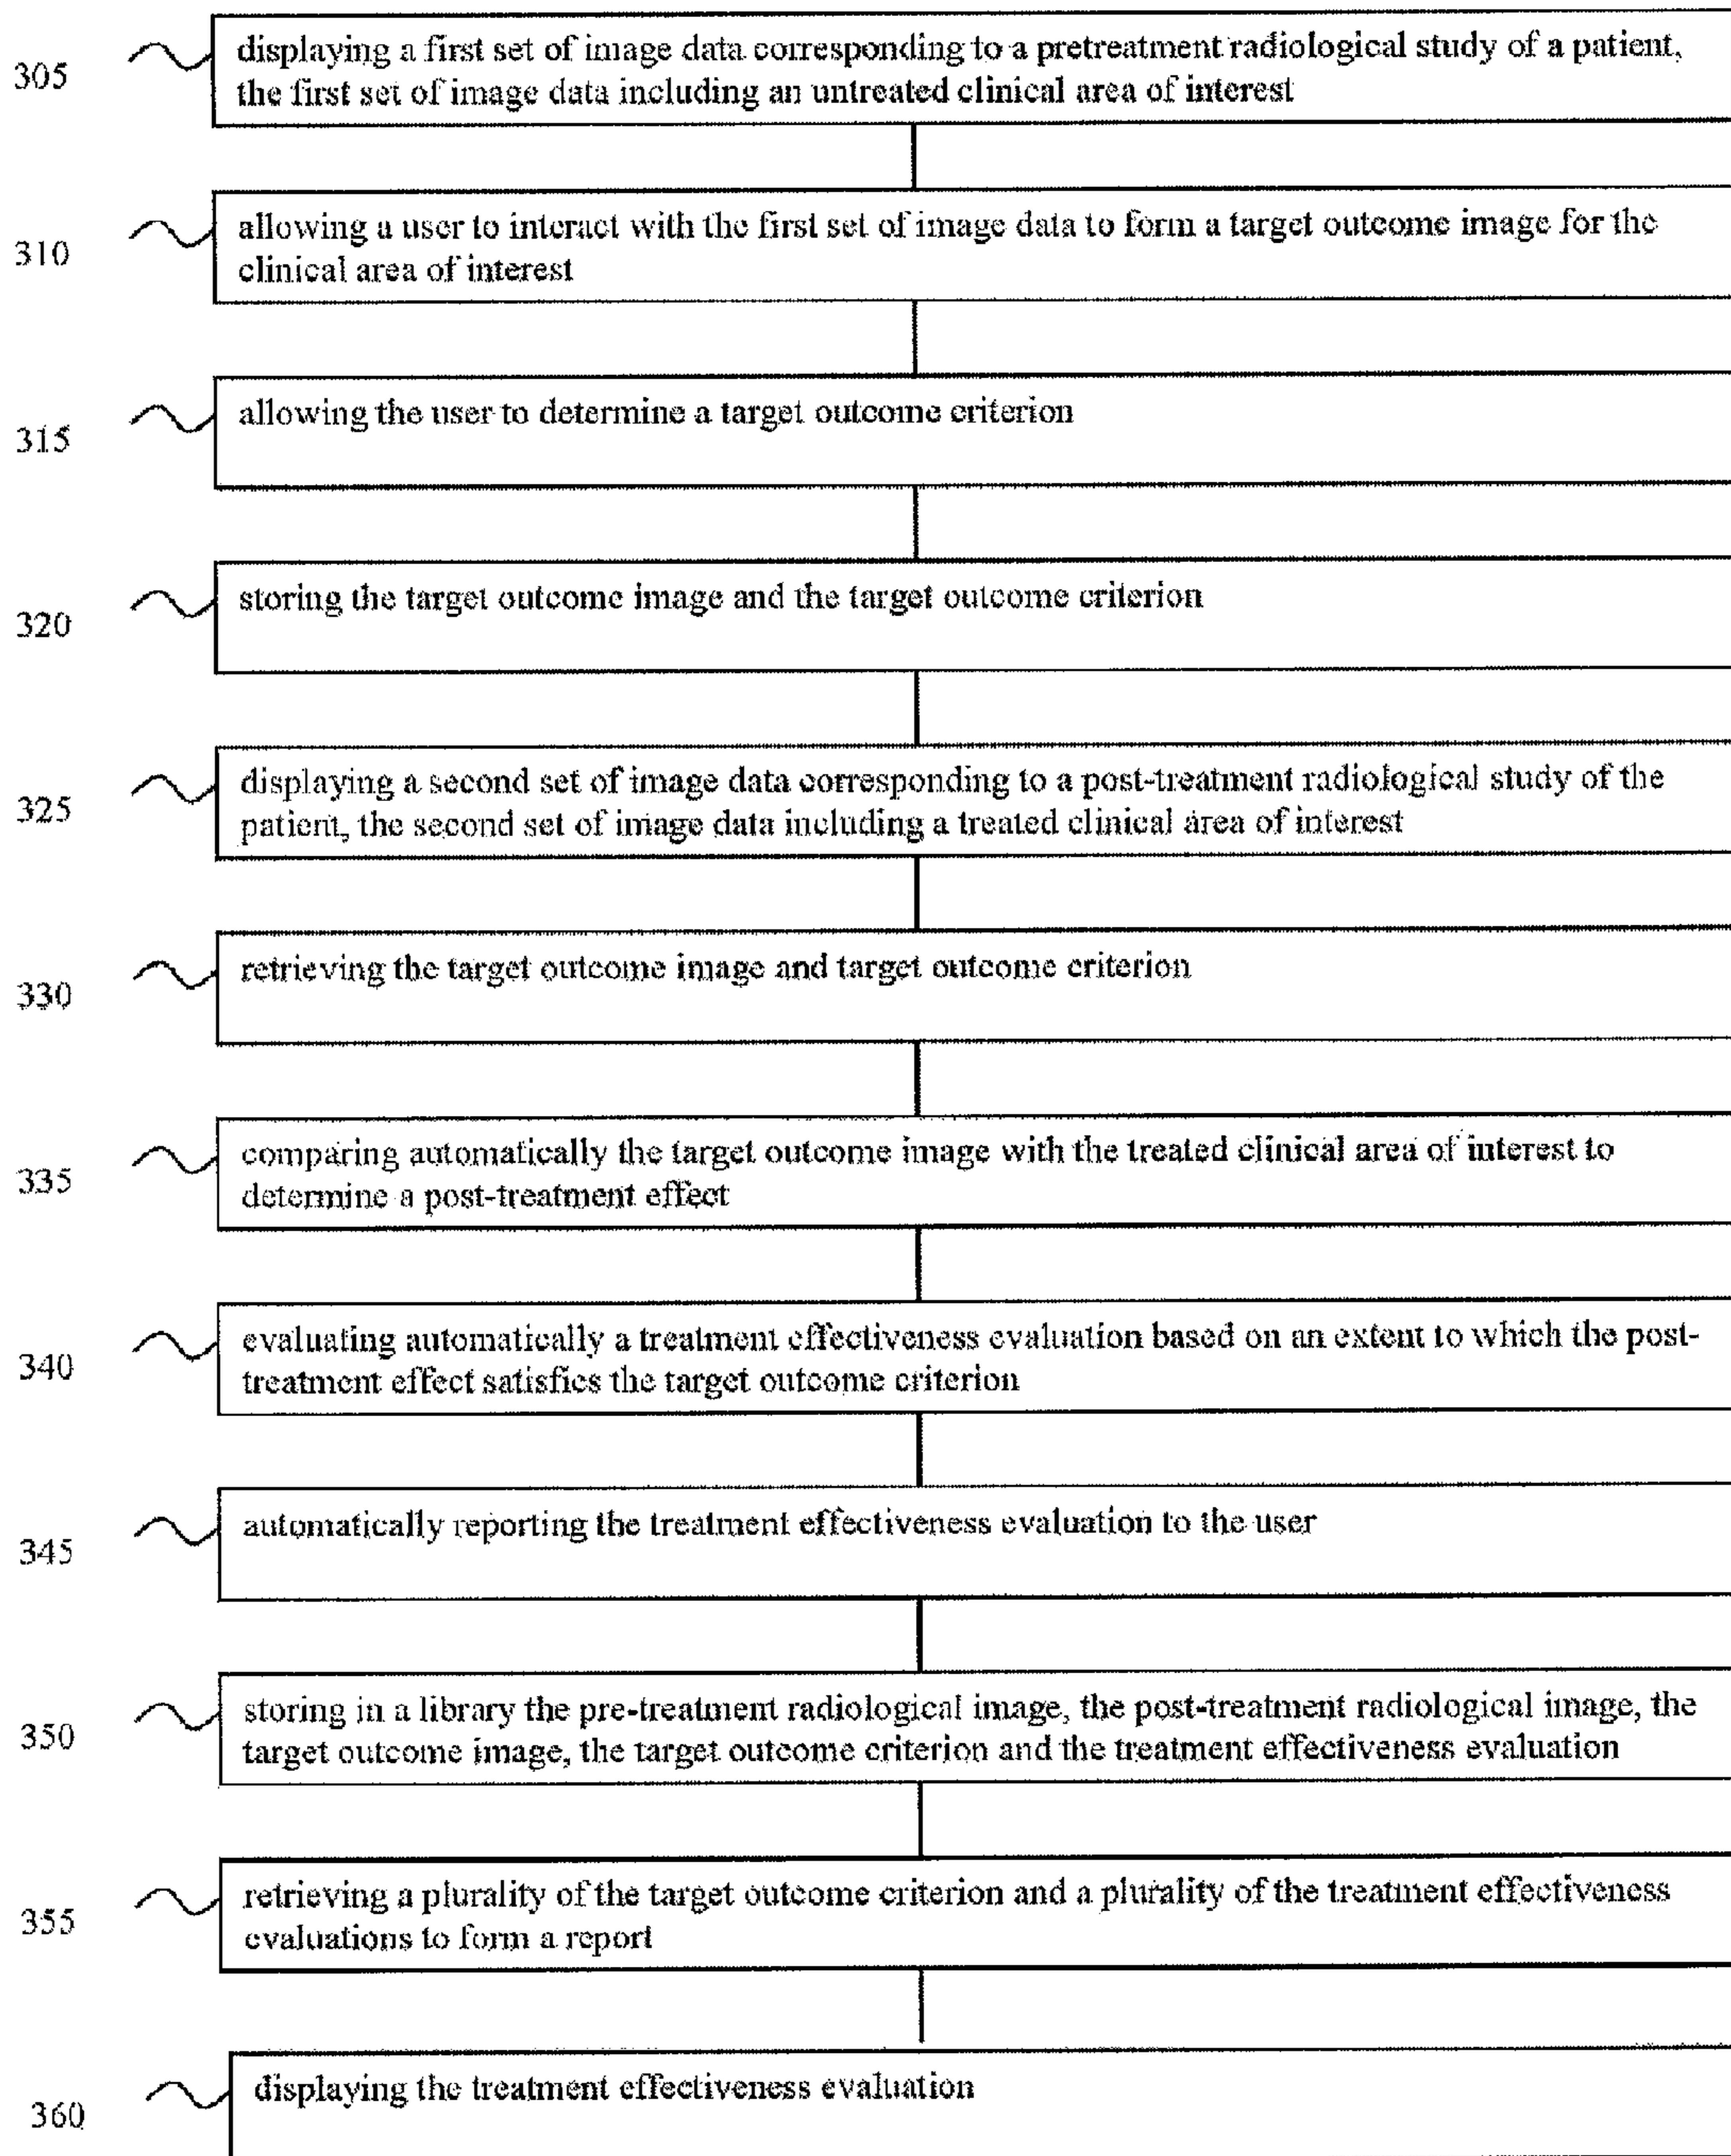 305
displaying a first set of image data corresponding to a pretreatment radiological study of a patient,
the first set of image data including an untreated clinical area of interest
310
allowing a user to interact with the first set of image data to form a target outcome image for the
clinical area of interest
315
allowing the user to determine a target outcome criterion
320
storing the target outcome image and the target outcome criterion
325
displaying a second set of image data corresponding to a post-treatment radiological study of the
patient, the second set of image data including a treated clinical area of interest
330
retrieving the target outcome image and target outcome criterion
335
comparing automatically the target outcome image with the treated clinical area of interest to
determine a post-treatment effect
340
evaluating automatically a treatment effectiveness evaluation based on an extent to which the post-
treatment effect satisfies the target outcome criterion
345
automatically reporting the treatment effectiveness evaluation to the user
350
storing in a library the pre-treatment radiological image, the post-treatment radiological image, the
target outcome image, the target outcome criterion and the treatment effectiveness evaluation
355
retrieving a plurality of the target outcome criterion and a plurality of the treatment effectiveness
evaluations to form a report
360
displaying the treatment effectiveness evaluation